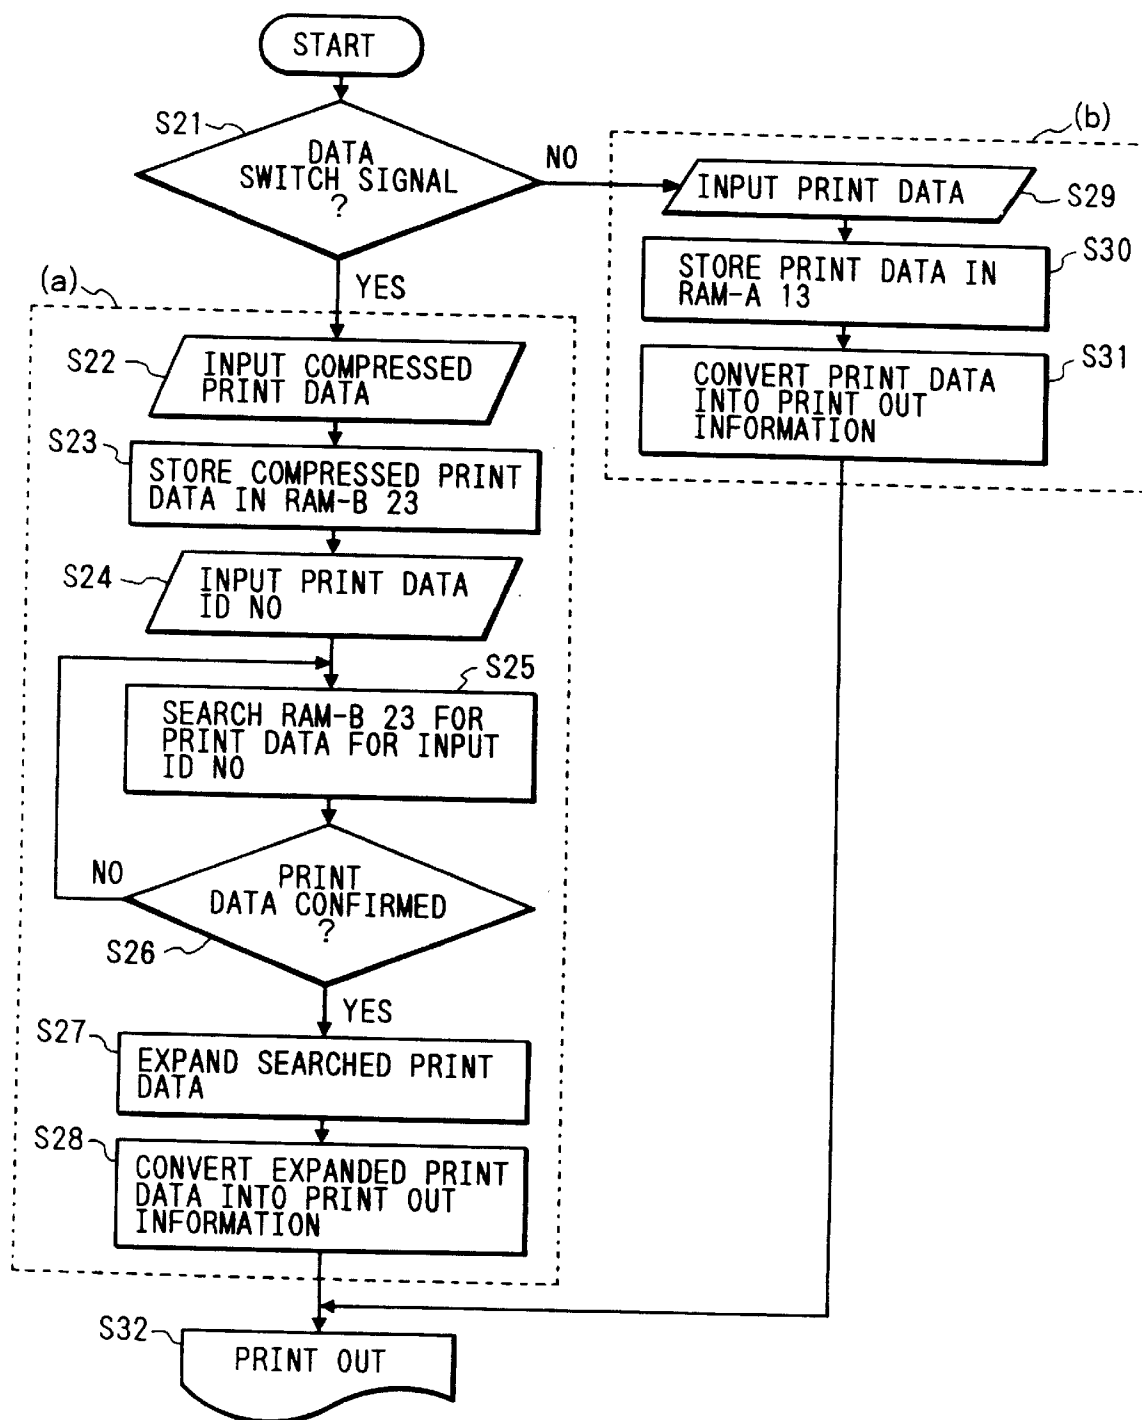 START
S21
DATA
SWITCH SIGNAL
?
NO
YES
(b)
INPUT PRINT DATA
S29
STORE PRINT DATA IN
RAM-A 13
S30
CONVERT PRINT DATA
INTO PRINT OUT
INFORMATION
S31
(a)
S22
INPUT COMPRESSED
PRINT DATA
S23
STORE COMPRESSED PRINT
DATA IN RAM-B 23
S24
INPUT PRINT DATA
ID NO
S25
SEARCH RAM-B 23 FOR
PRINT DATA FOR INPUT
ID NO
NO
PRINT
DATA CONFIRMED
?
S26
YES
S27
EXPAND SEARCHED PRINT
DATA
S28
CONVERT EXPANDED PRINT
DATA INTO PRINT OUT
INFORMATION
S32
PRINT OUT